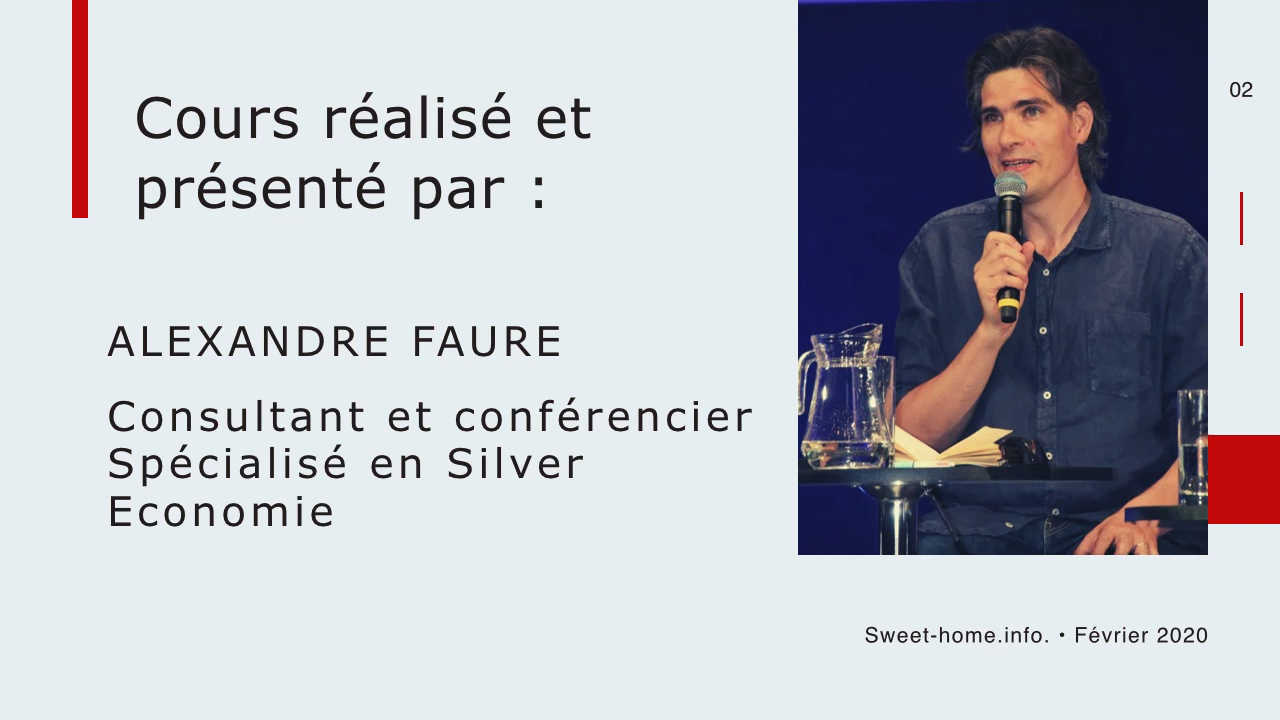 Cours réalisé et
présenté par :
02
ALEXANDRE FAURE
Consultant et conférencier
Spécialisé en Silver
Economie
Sweet-home.info. • Février 2020